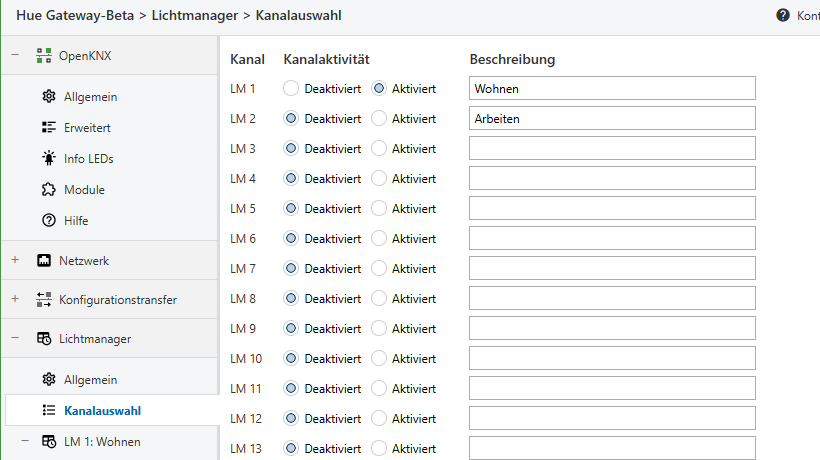 Hue Gateway-Beta > Lichtmanager > Kanalauswahl
? Kont
− OpenKNX
Allgemein
Erweitert
Info LEDs
Module
? Hilfe
+ Netzwerk
+ Konfigurationstransfer
− Lichtmanager
Allgemein
Kanalauswahl
− LM 1: Wohnen
Kanal Kanalaktivität Beschreibung
LM 1 Deaktiviert Aktiviert Wohnen
LM 2 Deaktiviert Aktiviert Arbeiten
LM 3 Deaktiviert Aktiviert
LM 4 Deaktiviert Aktiviert
LM 5 Deaktiviert Aktiviert
LM 6 Deaktiviert Aktiviert
LM 7 Deaktiviert Aktiviert
LM 8 Deaktiviert Aktiviert
LM 9 Deaktiviert Aktiviert
LM 10 Deaktiviert Aktiviert
LM 11 Deaktiviert Aktiviert
LM 12 Deaktiviert Aktiviert
LM 13 Deaktiviert Aktiviert